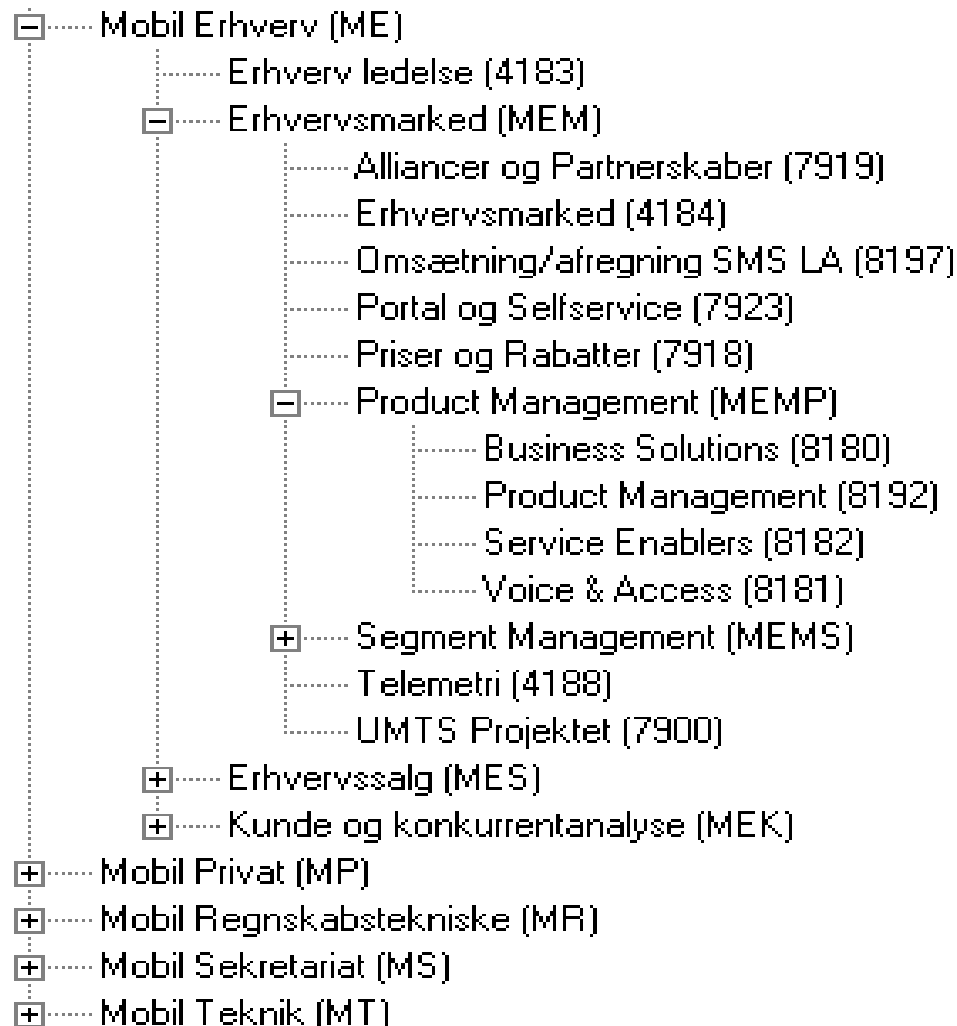 Mobil Erhverv (ME)
Erhverv ledelse (4183)
Erhvervsmarked (MEM)
Alliancer og Partnerskaber (7919)
Erhvervsmarked (4184)
Omsætning/afregning SMS LA (8197)
Portal og Selfservice (7923)
Priser og Rabatter (7918)
Product Management (MEMP)
Business Solutions (8180)
Product Management (8192)
Service Enablers (8182)
Voice & Access (8181)
Segment Management (MEMS)
Telemetri (4188)
UMTS Projektet (7900)
Erhvervssalg (MES)
Kunde og konkurrentanalyse (MEK)
Mobil Privat (MP)
Mobil Regnskabstekniske (MR)
Mobil Sekretariat (MS)
Mobil Teknik (MT)